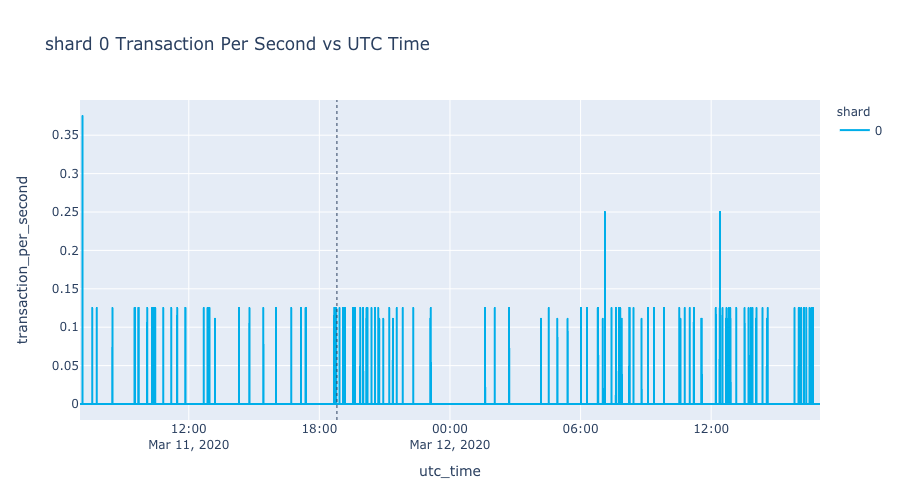 shard 0 Transaction Per Second vs UTC Time
shard
0
transaction_per_second
0.35
0.3
0.25
0.2
0.15
0.1
0.05
0
12:00
Mar 11, 2020
18:00
00:00
Mar 12, 2020
06:00
12:00
utc_time